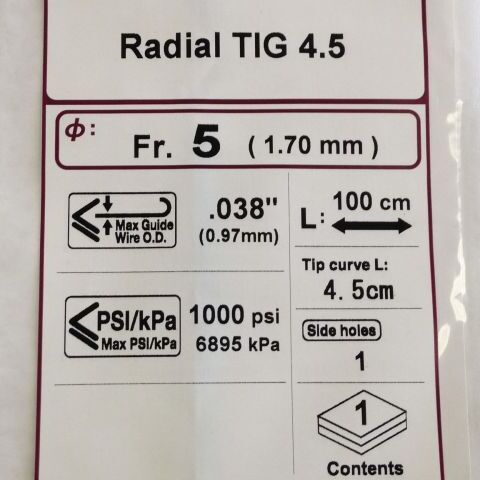 Radial TIG 4.5
φ:
Fr. 5 (1.70 mm)
Max Guide
Wire O.D.
.038"
(0.97mm)
L: 100 cm
Tip curve L:
4.5cm
PSI/kPa
Max PSI/kPa
1000 psi
6895 kPa
Side holes
1
1
Contents